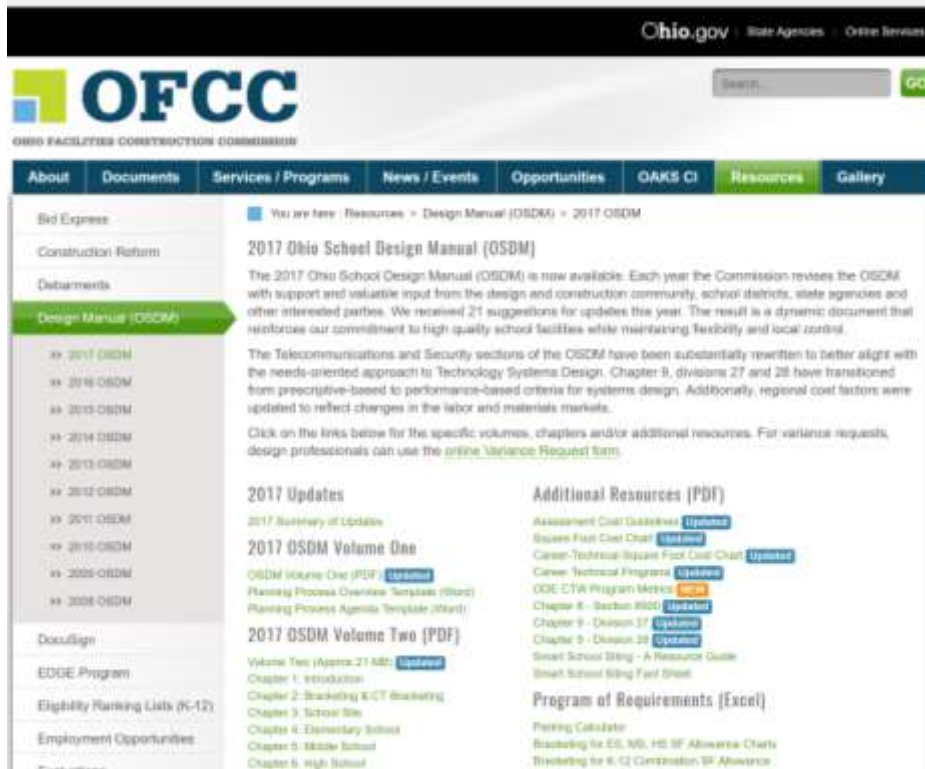 Ohio.gov State Agencies Online Services
OFCC
OHIO FACILITIES CONSTRUCTION COMMISSION
Search...
GO
About Documents Services / Programs News / Events Opportunities OAKS CI Resources Gallery
Bid Express
Construction Reform
Debarments
Design Manual (OSDM)
»» 2017 OSDM
»» 2016 OSDM
»» 2015 OSDM
»» 2014 OSDM
»» 2013 OSDM
»» 2012 OSDM
»» 2011 OSDM
»» 2010 OSDM
»» 2009 OSDM
»» 2008 OSDM
DocuSign
EDGE Program
Eligibility Ranking Lists (K-12)
Employment Opportunities
You are here : Resources > Design Manual (OSDM) > 2017 OSDM
2017 Ohio School Design Manual (OSDM)
The 2017 Ohio School Design Manual (OSDM) is now available. Each year the Commission revises the OSDM
with support and valuable input from the design and construction community, school districts, state agencies and
other interested parties. We received 21 suggestions for updates this year. The result is a dynamic document that
reinforces our commitment to high quality school facilities while maintaining flexibility and local control.
The Telecommunications and Security sections of the OSDM have been substantially rewritten to better alight with
the needs-oriented approach to Technology Systems Design. Chapter 9, divisions 27 and 28 have transitioned
from prescriptive-based to performance-based criteria for systems design. Additionally, regional cost factors were
updated to reflect changes in the labor and materials markets.
Click on the links below for the specific volumes, chapters and/or additional resources. For variance requests,
design professionals can use the online Variance Request form.
2017 Updates
2017 Summary of Updates
2017 OSDM Volume One
OSDM Volume One (PDF) Updated
Planning Process Overview Template (Word)
Planning Process Agenda Template (Word)
2017 OSDM Volume Two (PDF)
Volume Two (Approx 21 MB) Updated
Chapter 1: Introduction
Chapter 2: Bracketing & CT Bracketing
Chapter 3: School Site
Chapter 4: Elementary School
Chapter 5: Middle School
Chapter 6: High School
Additional Resources (PDF)
Assessment Cost Guidelines Updated
Square Foot Cost Chart Updated
Career-Technical Square Foot Cost Chart Updated
Career Technical Programs Updated
ODE CTW Program Metrics NEW
Chapter 8 - Section 8900 Updated
Chapter 9 - Division 27 Updated
Chapter 9 - Division 28 Updated
Smart School Siting - A Resource Guide
Smart School Siting Fact Sheet
Program of Requirements (Excel)
Parking Calculator
Bracketing for ES, MS, HS SF Allowance Charts
Bracketing for K-12 Combination SF Allowance